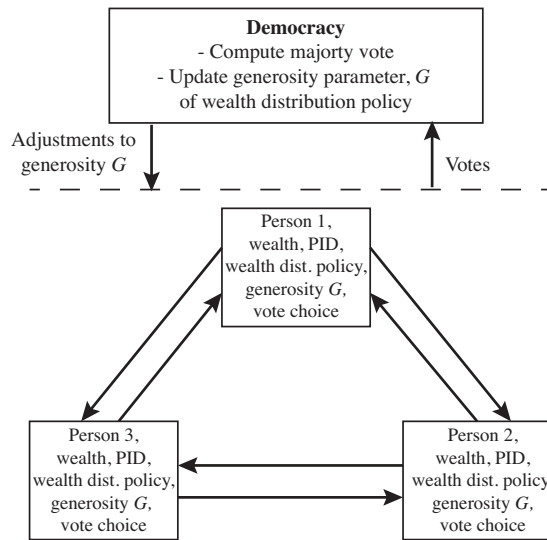 Democracy
- Compute majorty vote
- Update generosity parameter, G
of wealth distribution policy
Adjustments to
generosity G
Votes
Person 1,
wealth, PID,
wealth dist. policy,
generosity G,
vote choice
Person 3,
wealth, PID,
wealth dist. policy,
generosity G,
vote choice
Person 2,
wealth, PID,
wealth dist. policy,
generosity G,
vote choice